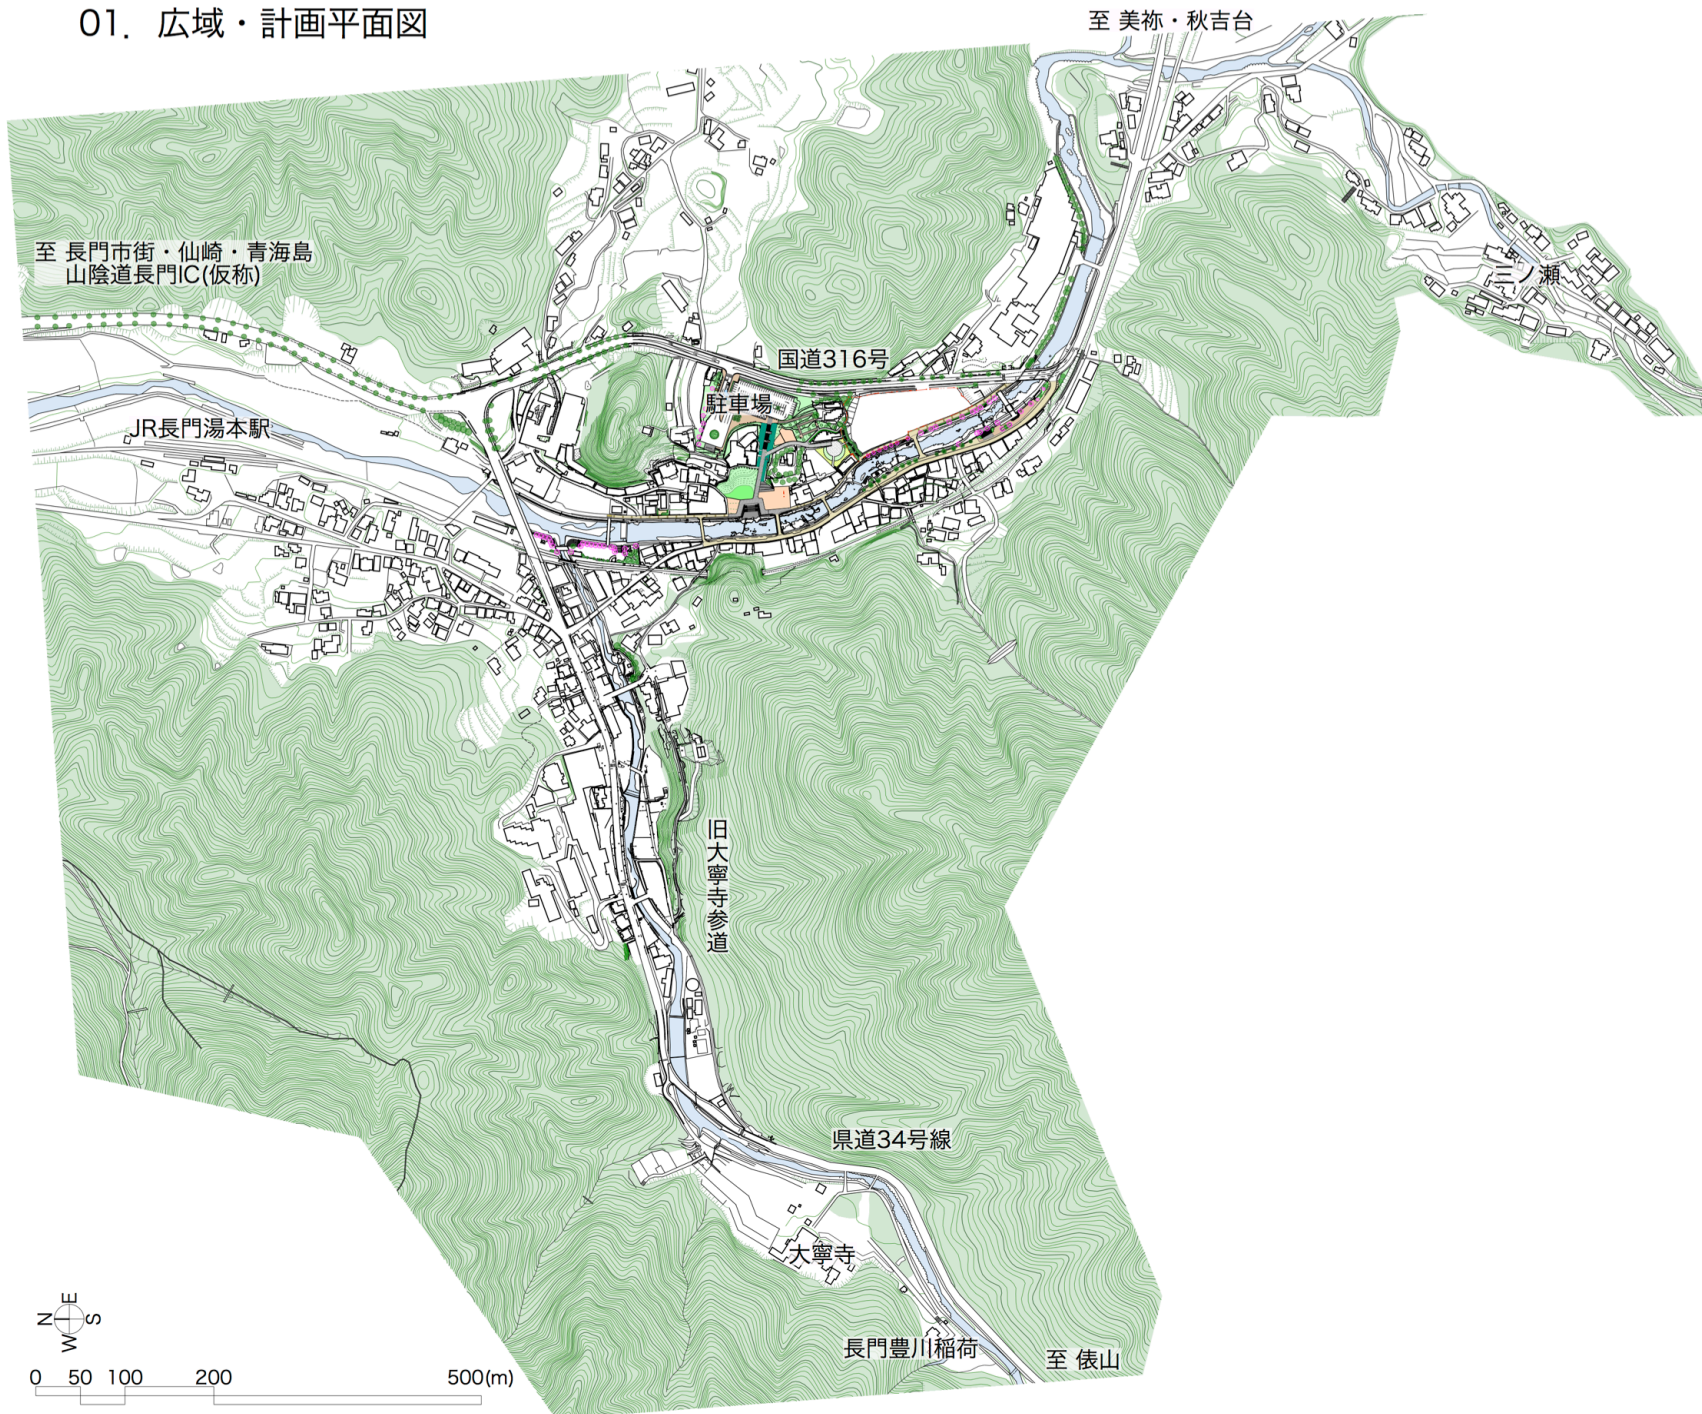 01. 広域・計画平面図
至 美祢・秋吉台
至 長門市街・仙崎・青海島
山陰道長門IC(仮称)
三ノ瀬
国道316号
駐車場
JR長門湯本駅
旧大寧寺参道
県道34号線
大寧寺
長門豊川稲荷
至 俵山
N
E
S
W
0 50 100 200 500(m)